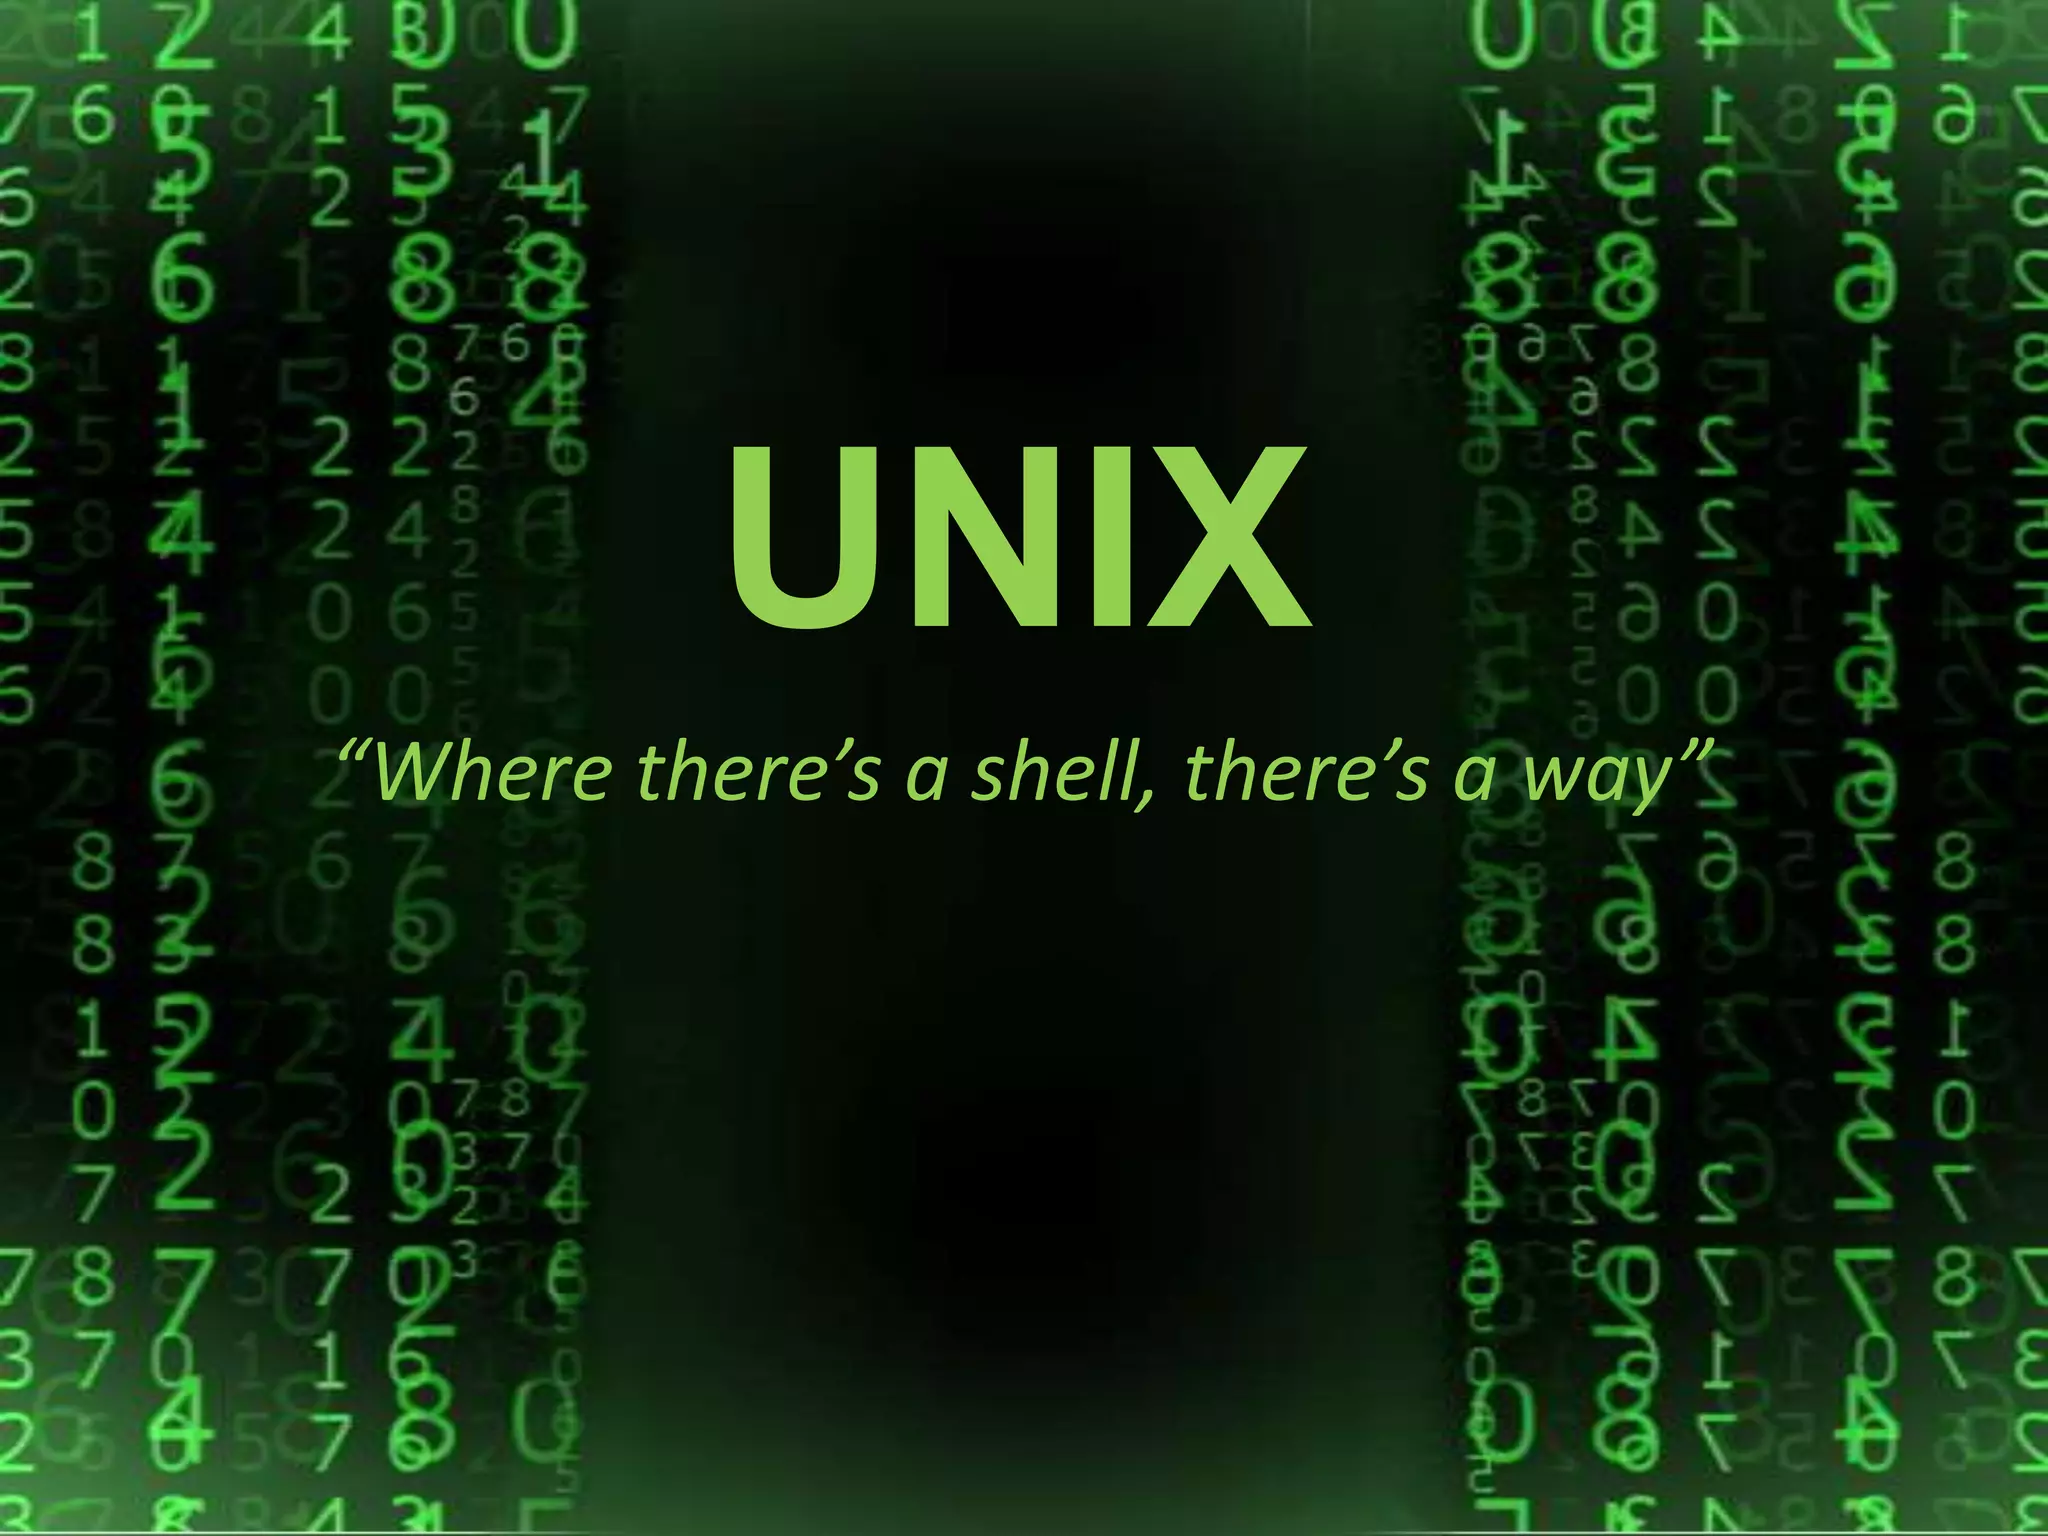 UNIX
“Where there’s a shell, there’s a way”